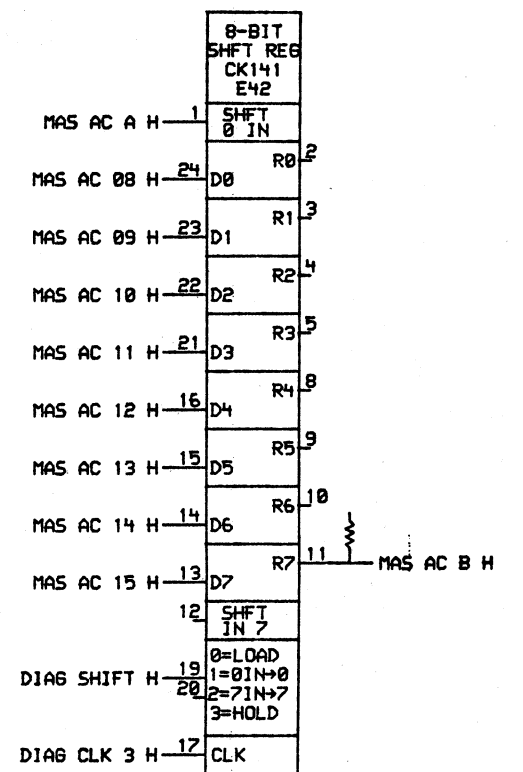 8-BIT
SHFT REG
CK141
E42
MAS AC A H 1 SHFT
0 IN
R0 2
MAS AC 08 H 24 D0
R1 3
MAS AC 09 H 23 D1
R2 4
MAS AC 10 H 22 D2
R3 5
MAS AC 11 H 21 D3
R4 8
MAS AC 12 H 16 D4
R5 9
MAS AC 13 H 15 D5
R6 10
MAS AC 14 H 14 D6
R7 11 MAS AC B H
MAS AC 15 H 13 D7
12 SHFT
IN 7
0=LOAD
DIAG SHIFT H 19 1=0IN→0
20 2=7IN→7
3=HOLD
DIAG CLK 3 H 17 CLK